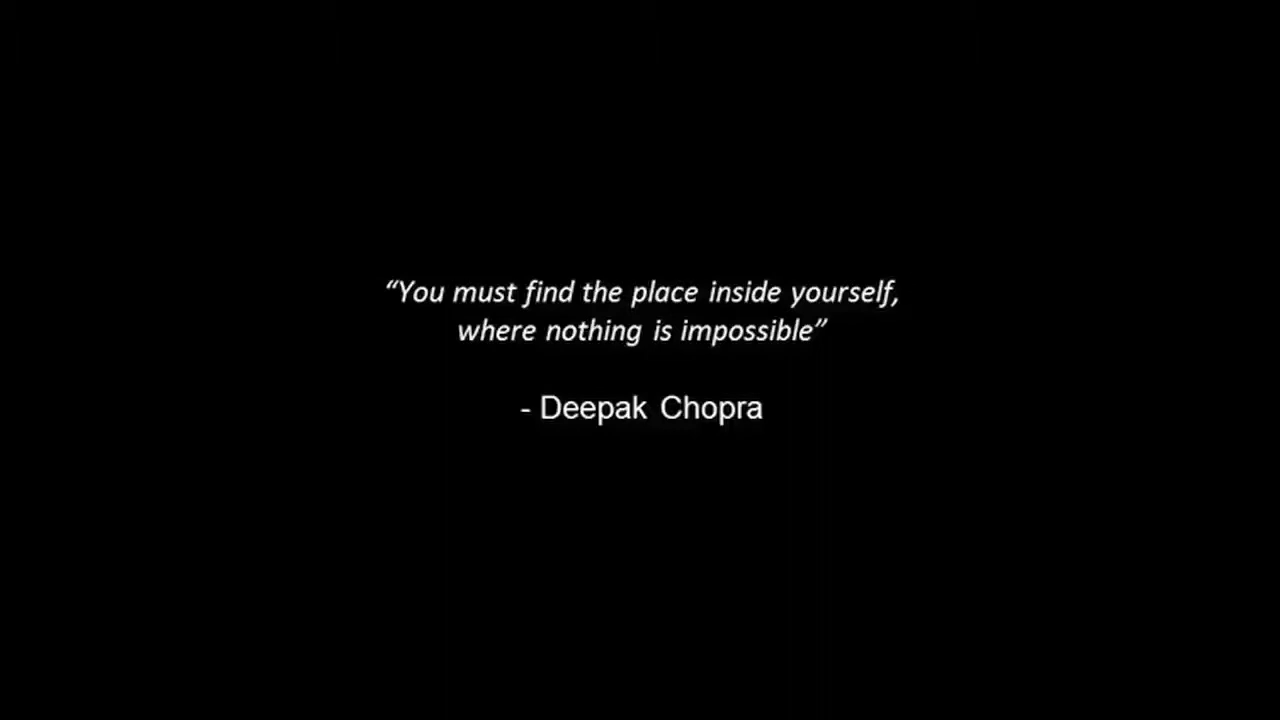 “You must find the place inside yourself,
where nothing is impossible”
- Deepak Chopra